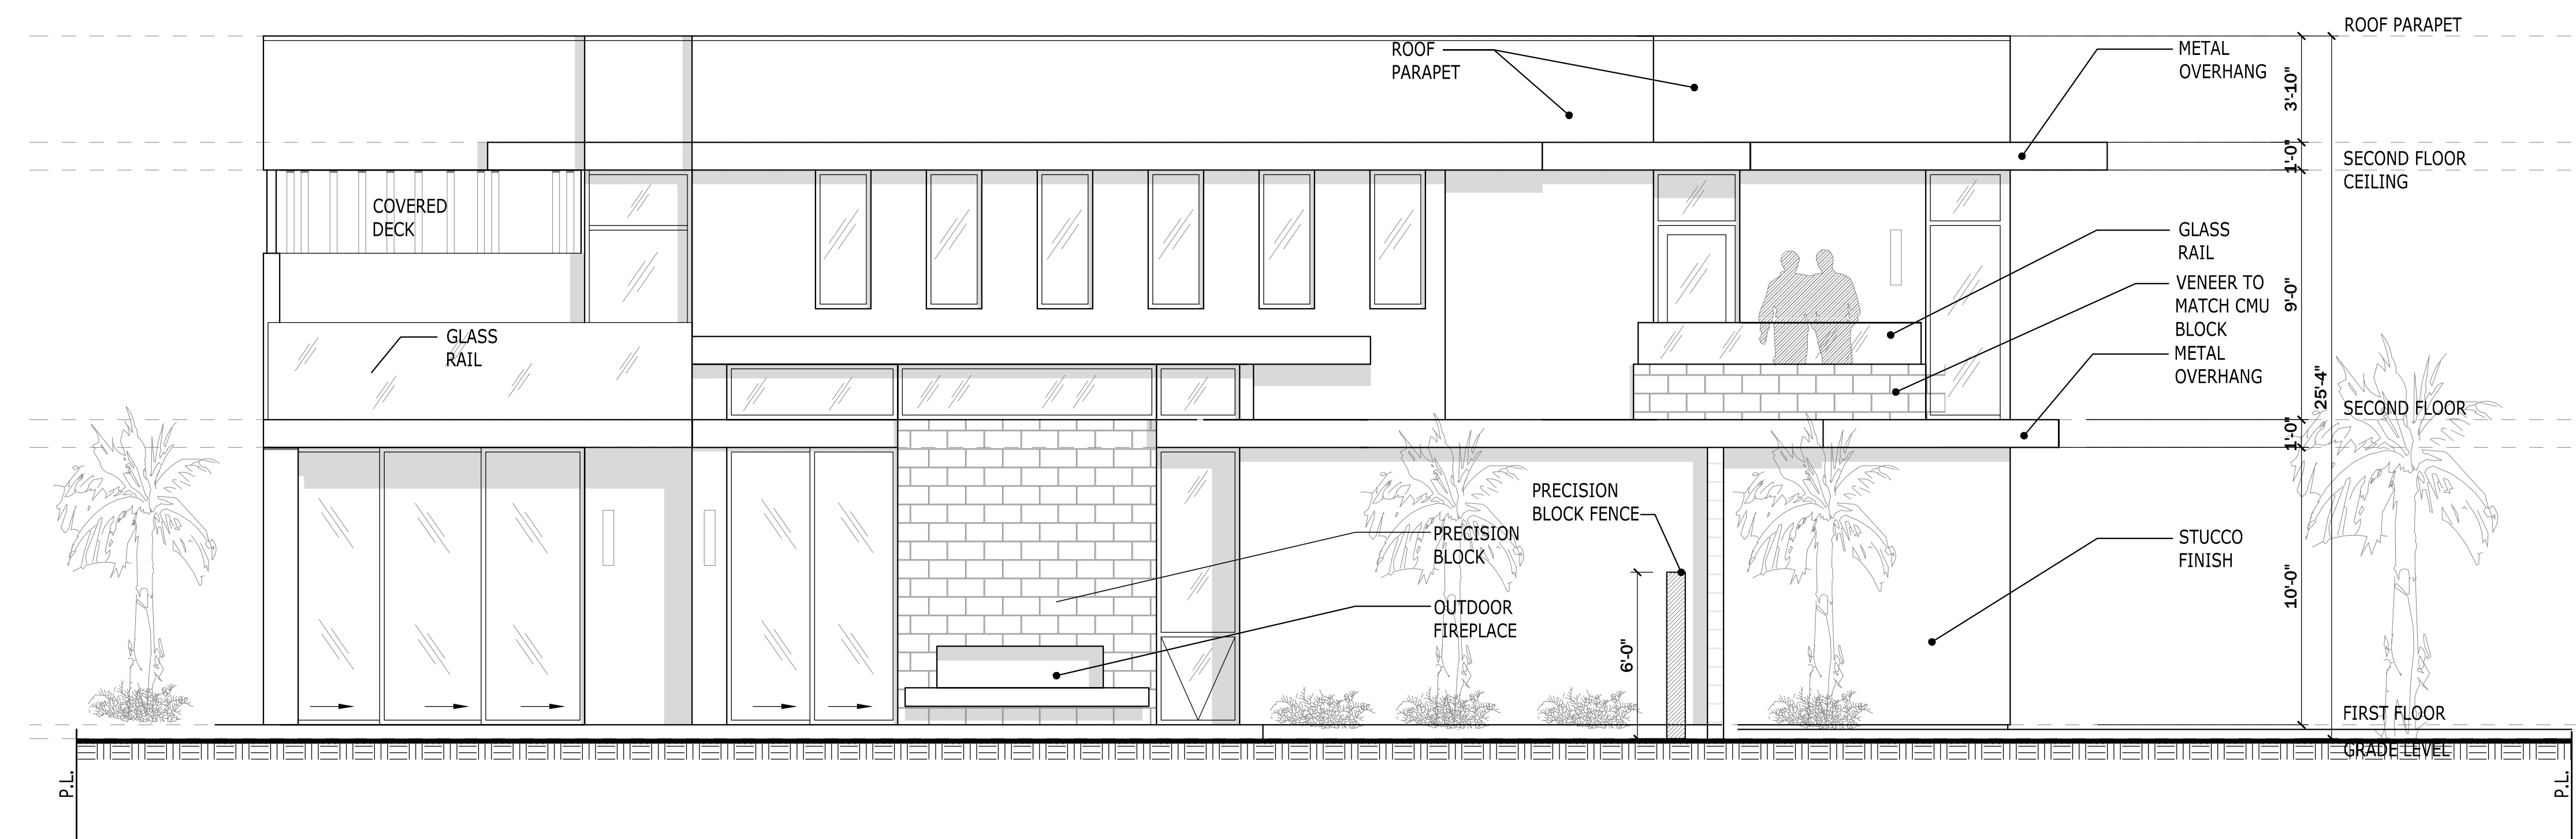 ROOF PARAPET
ROOF
PARAPET
METAL
OVERHANG
3'-10"
1'-0"
SECOND FLOOR
CEILING
COVERED
DECK
GLASS
RAIL
VENEER TO
MATCH CMU
BLOCK
9'-0"
GLASS
RAIL
METAL
OVERHANG
25'-4"
SECOND FLOOR
1'-0"
PRECISION
BLOCK FENCE
PRECISION
BLOCK
STUCCO
FINISH
10'-0"
OUTDOOR
FIREPLACE
6'-0"
FIRST FLOOR
GRADE LEVEL
P.L.
P.L.